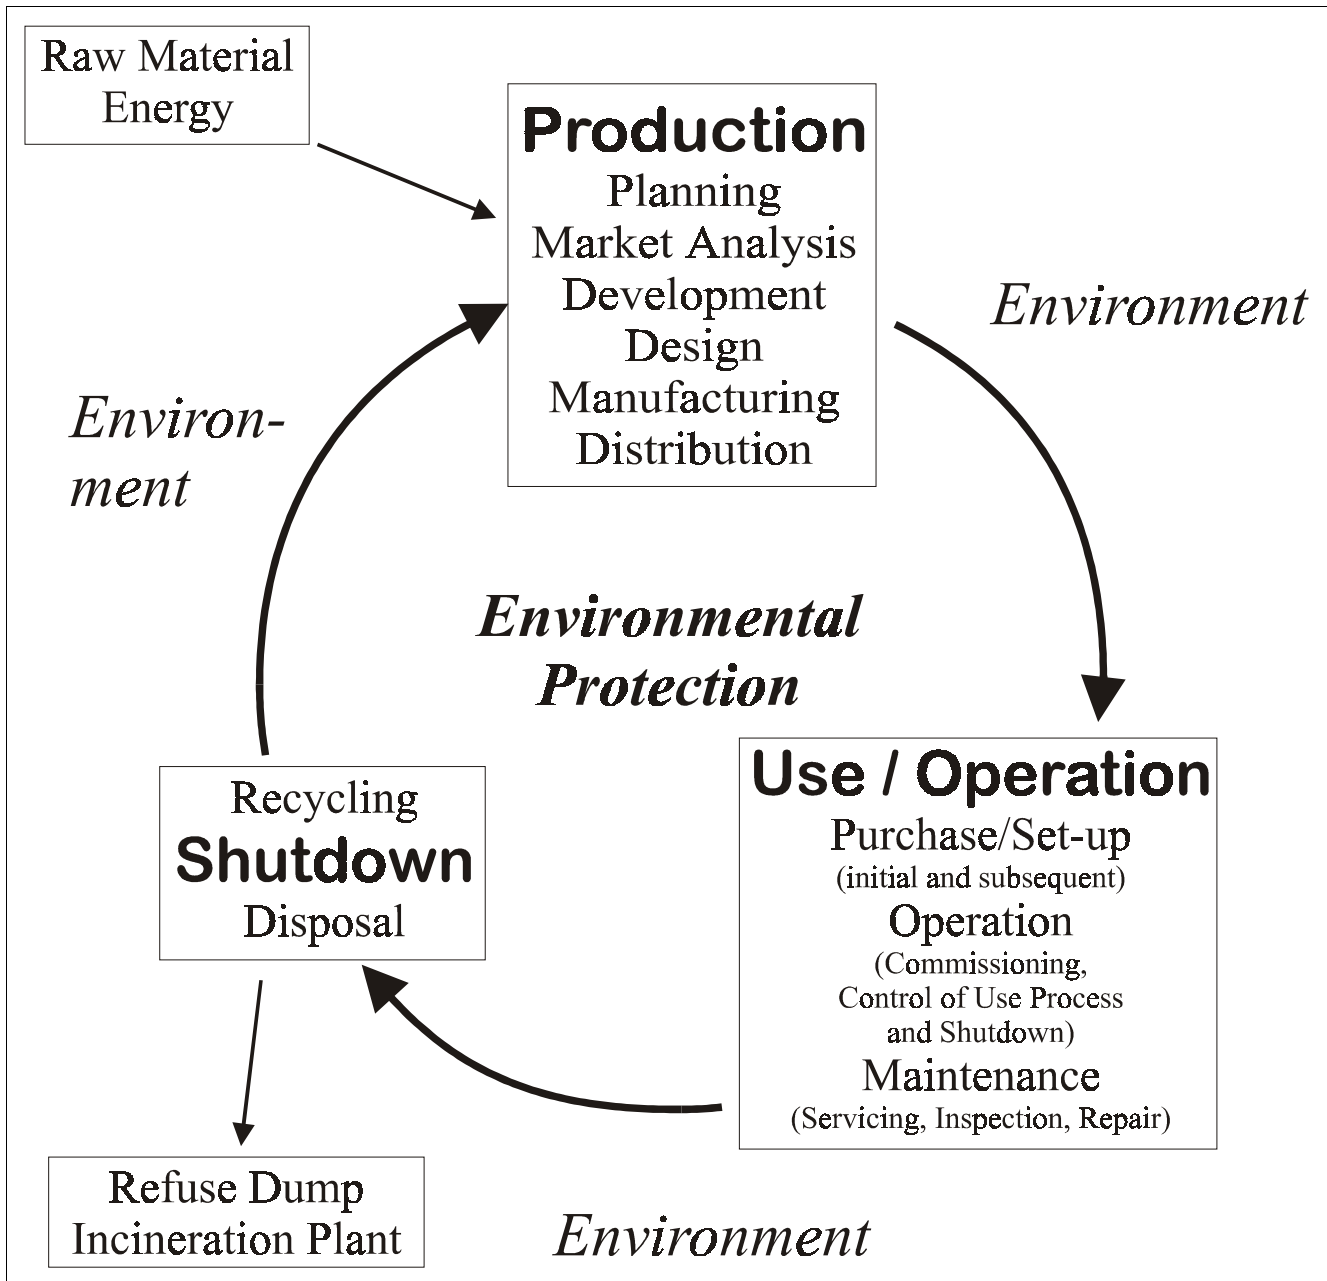 Raw Material
Energy
Production
Planning
Market Analysis
Development
Design
Manufacturing
Distribution
Environment
Environ-
ment
Environmental
Protection
Use / Operation
Purchase/Set-up
(initial and subsequent)
Operation
(Commissioning,
Control of Use Process
and Shutdown)
Maintenance
(Servicing, Inspection, Repair)
Recycling
Shutdown
Disposal
Refuse Dump
Incineration Plant
Environment